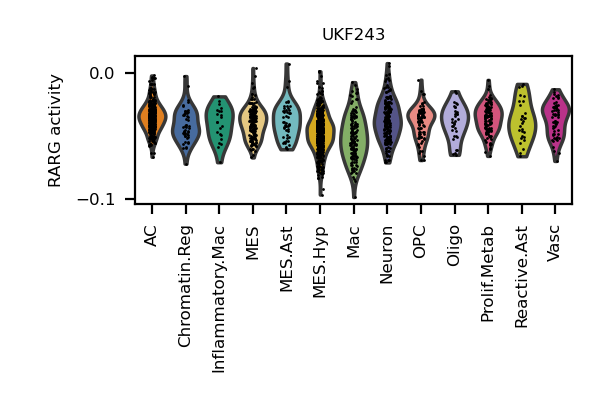 UKF243
RARG activity
0.0
−0.1
AC
Chromatin.Reg
Inflammatory.Mac
MES
MES.Ast
MES.Hyp
Mac
Neuron
OPC
Oligo
Prolif.Metab
Reactive.Ast
Vasc